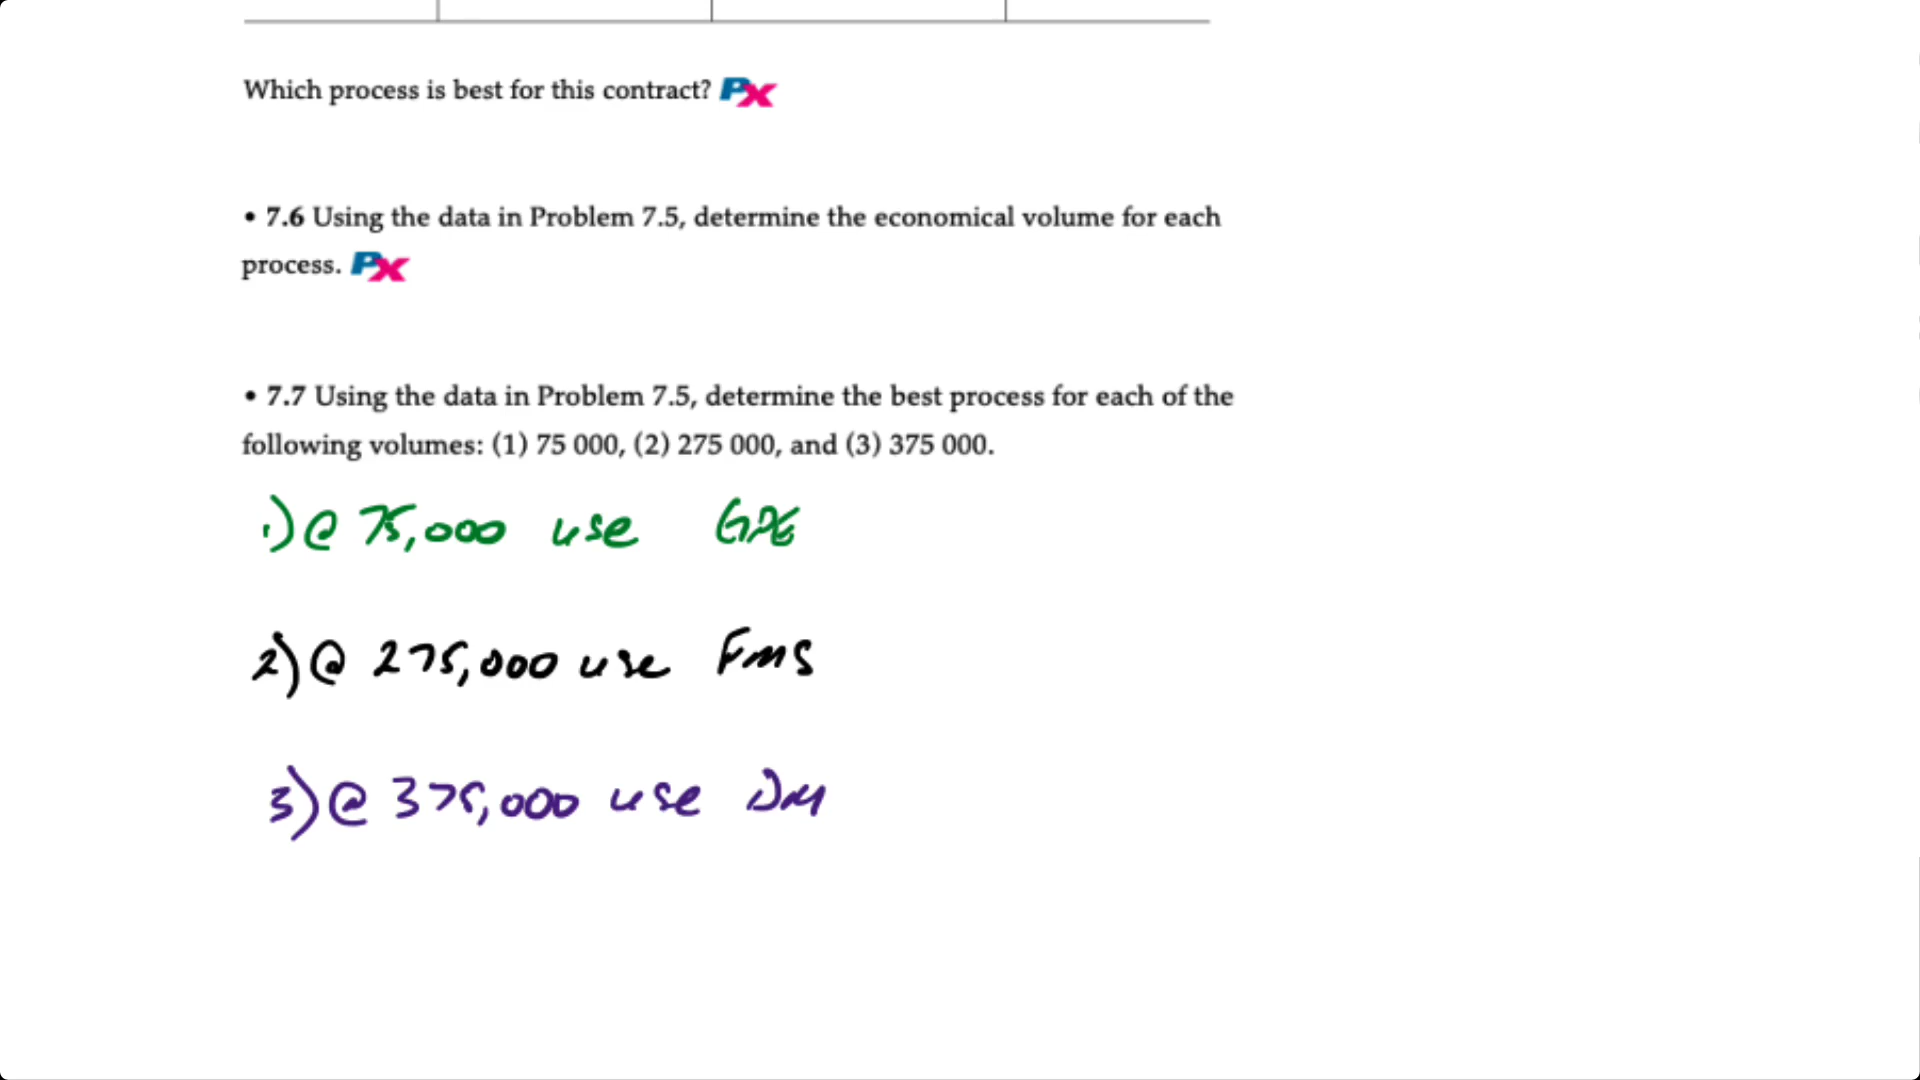 Which process is best for this contract? PX
• 7.6 Using the data in Problem 7.5, determine the economical volume for each
process. PX
• 7.7 Using the data in Problem 7.5, determine the best process for each of the
following volumes: (1) 75 000, (2) 275 000, and (3) 375 000.
1) @ 75,000 use
2) @ 275,000 use FMS
3) @ 375,000 use DM